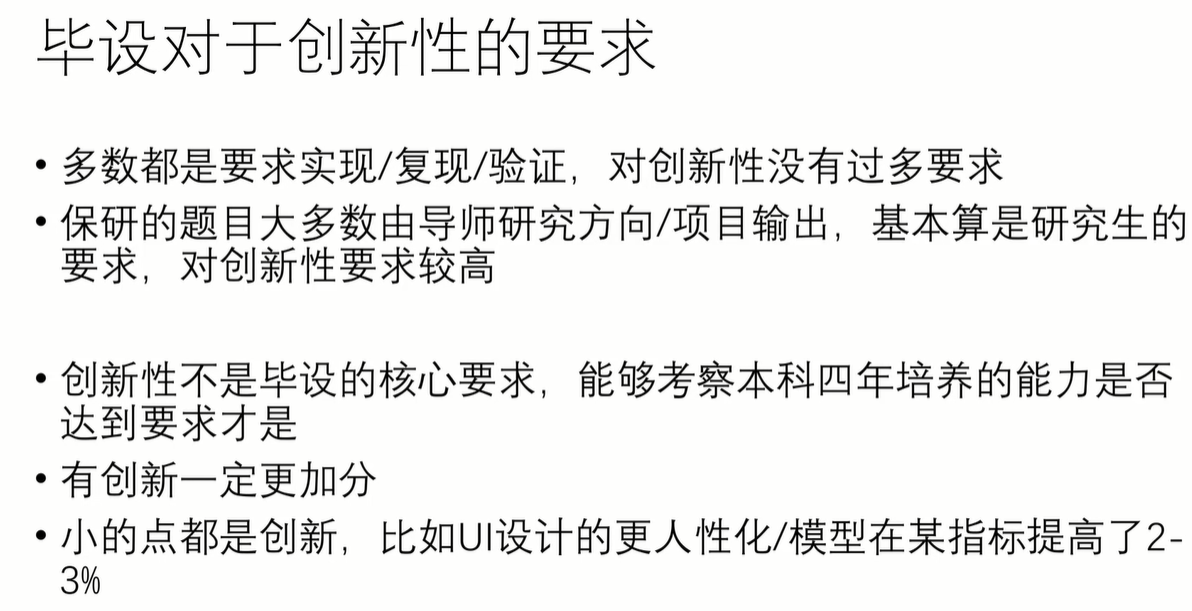 毕设对于创新性的要求
• 多数都是要求实现/复现/验证，对创新性没有过多要求
• 保研的题目大多数由导师研究方向/项目输出，基本算是研究生的
要求，对创新性要求较高
• 创新性不是毕设的核心要求，能够考察本科四年培养的能力是否
达到要求才是
• 有创新一定更加分
• 小的点都是创新，比如UI设计的更人性化/模型在某指标提高了2-
3%